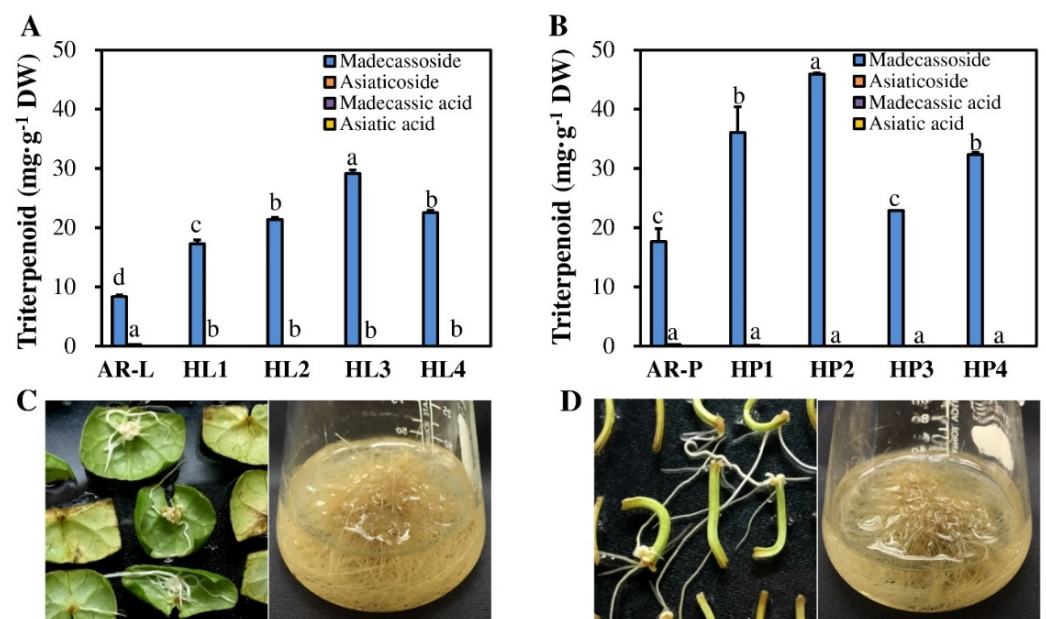 A
Triterpenoid (mg·g⁻¹ DW)
50
40
30
20
10
0
Madecassoside
Asiaticoside
Madecassic acid
Asiatic acid
d
a
c
b
b
b
a
b
b
b
AR-L HL1 HL2 HL3 HL4
B
Triterpenoid (mg·g⁻¹ DW)
50
40
30
20
10
0
Madecassoside
Asiaticoside
Madecassic acid
Asiatic acid
c
a
b
a
a
a
c
a
b
a
AR-P HP1 HP2 HP3 HP4
C
D